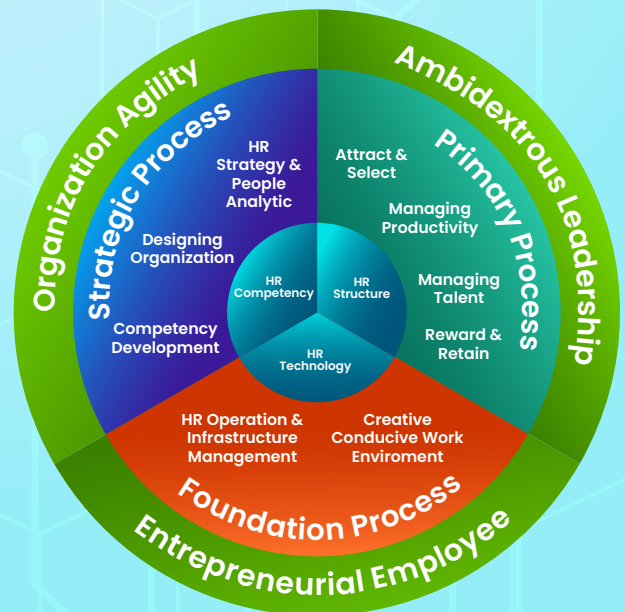 Organization Agility
Ambidextrous Leadership
Entrepreneurial Employee
Strategic Process
HR
Strategy &
People
Analytic
Designing
Organization
Competency
Development
Primary Process
Attract &
Select
Managing
Productivity
Managing
Talent
Reward &
Retain
HR
Competency
HR
Structure
HR
Technology
HR Operation &
Infrastructure
Management
Creative
Conducive Work
Enviroment
Foundation Process